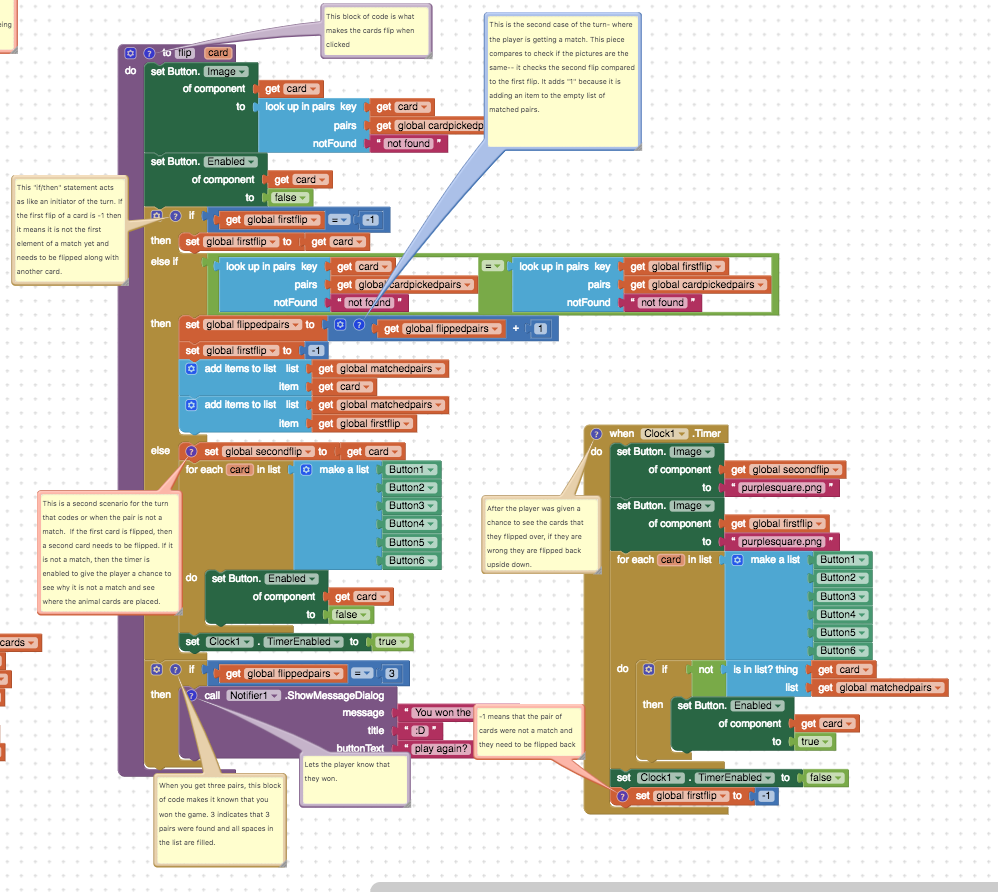 ing
This block of code is what
makes the cards flip when
clicked
This is the second case of the turn- where
the player is getting a match. This piece
compares to check if the pictures are the
same-- it checks the second flip compared
to the first flip. It adds "1" because it is
adding an item to the empty list of
matched pairs.
to flip card
do set Button. Image
of component get card
to look up in pairs key get card
pairs get global cardpickedp
notFound " not found "
set Button. Enabled
of component get card
to false
This "if/then" statement acts
as like an initiator of the turn. If
the first flip of a card is -1 then
it means it is not the first
element of a match yet and
needs to be flipped along with
another card.
if get global firstflip = -1
then set global firstflip to get card
else if look up in pairs key get card = look up in pairs key get global firstflip
pairs get global cardpickedpairs pairs get global cardpickedpairs
notFound " not found " notFound " not found "
then set global flippedpairs to get global flippedpairs + 1
set global firstflip to -1
add items to list list get global matchedpairs
item get card
add items to list list get global matchedpairs
item get global firstflip
else set global secondflip to get card
for each card in list make a list Button1
Button2
Button3
Button4
Button5
Button6
do set Button. Enabled
of component get card
to false
set Clock1 . TimerEnabled to true
This is a second scenario for the turn
that codes or when the pair is not a
match. If the first card is flipped, then
a second card needs to be flipped. If it
is not a match, then the timer is
enabled to give the player a chance to
see why it is not a match and see
where the animal cards are placed.
cards
if get global flippedpairs = 3
then call Notifier1 .ShowMessageDialog
message " You won the
title " :D "
buttonText " play again?
Lets the player know that
they won.
When you get three pairs, this block
of code makes it known that you
won the game. 3 indicates that 3
pairs were found and all spaces in
the list are filled.
when Clock1 .Timer
do set Button. Image
of component get global secondflip
to " purplesquare.png "
set Button. Image
of component get global firstflip
to " purplesquare.png "
for each card in list make a list Button1
Button2
Button3
Button4
Button5
Button6
do if not is in list? thing get card
list get global matchedpairs
then set Button. Enabled
of component get card
to true
set Clock1 . TimerEnabled to false
set global firstflip to -1
After the player was given a
chance to see the cards that
they flipped over, if they are
wrong they are flipped back
upside down.
-1 means that the pair of
cards were not a match and
they need to be flipped back